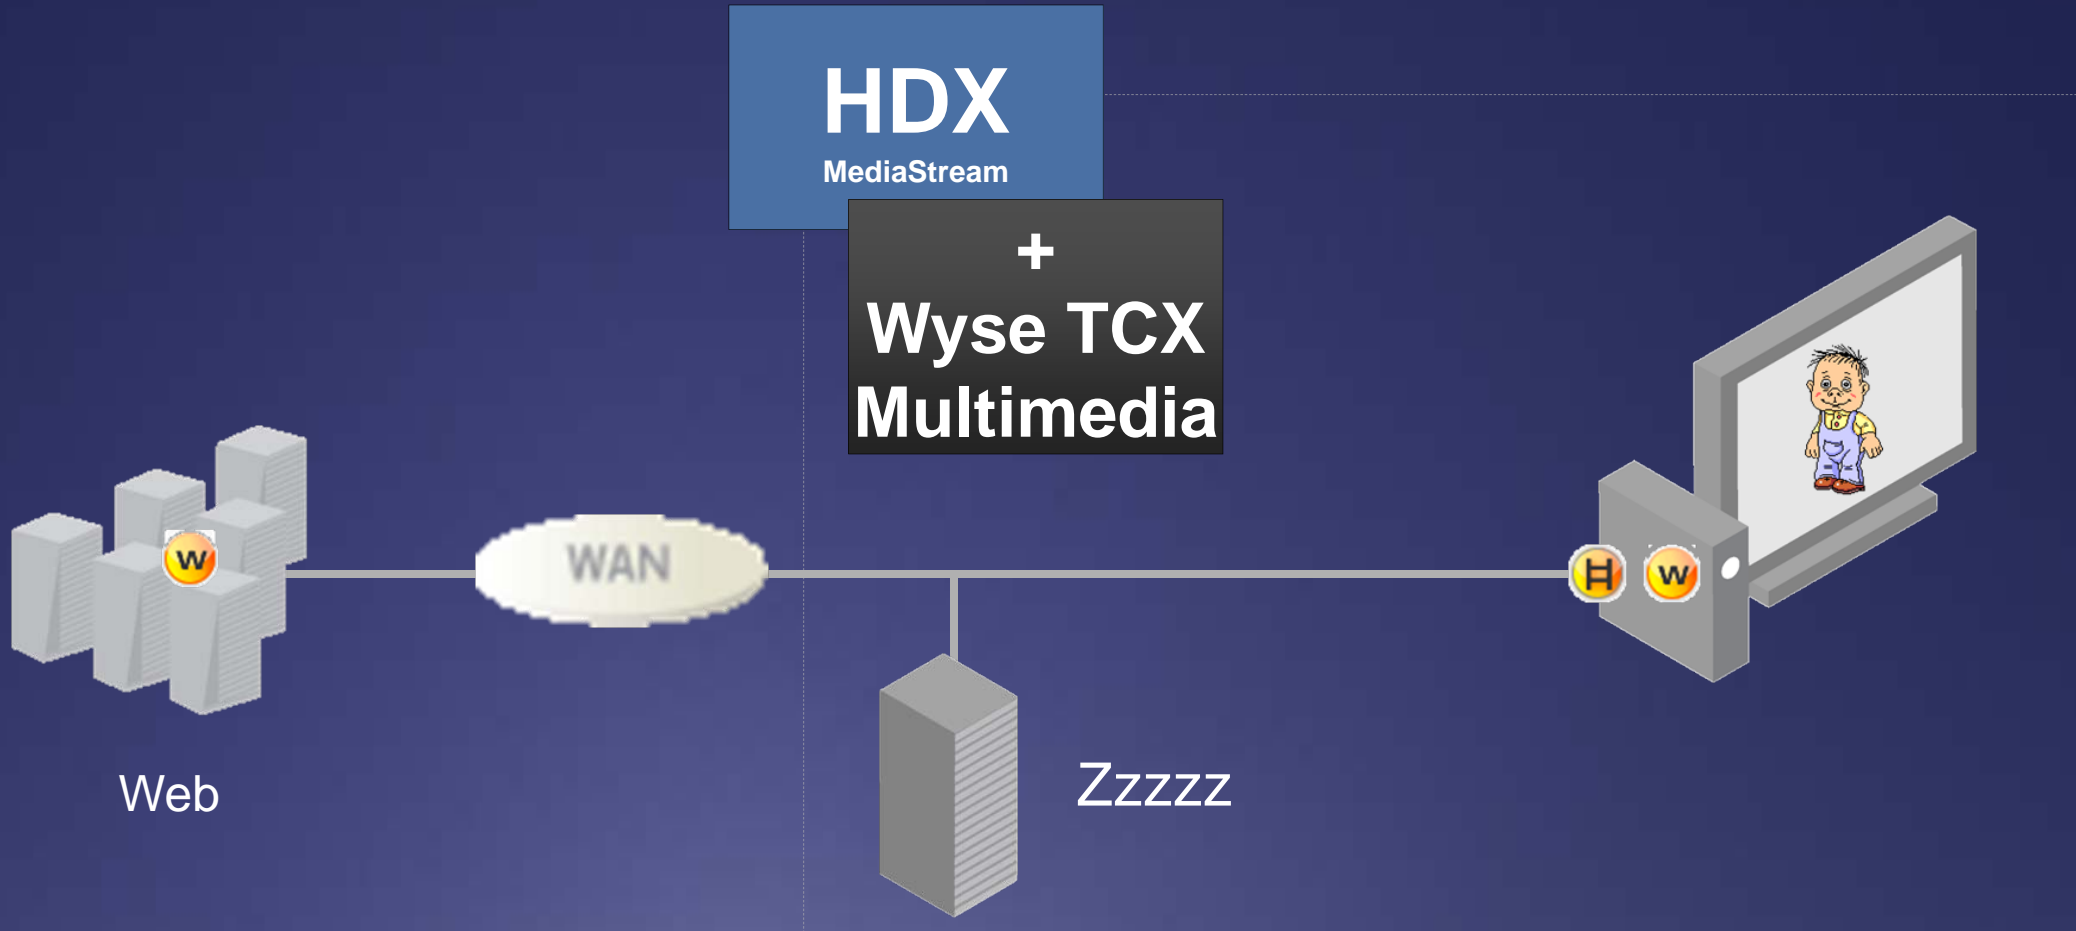 HDX
MediaStream
+
Wyse TCX
Multimedia
W
WAN
H W
Web
Zzzzz